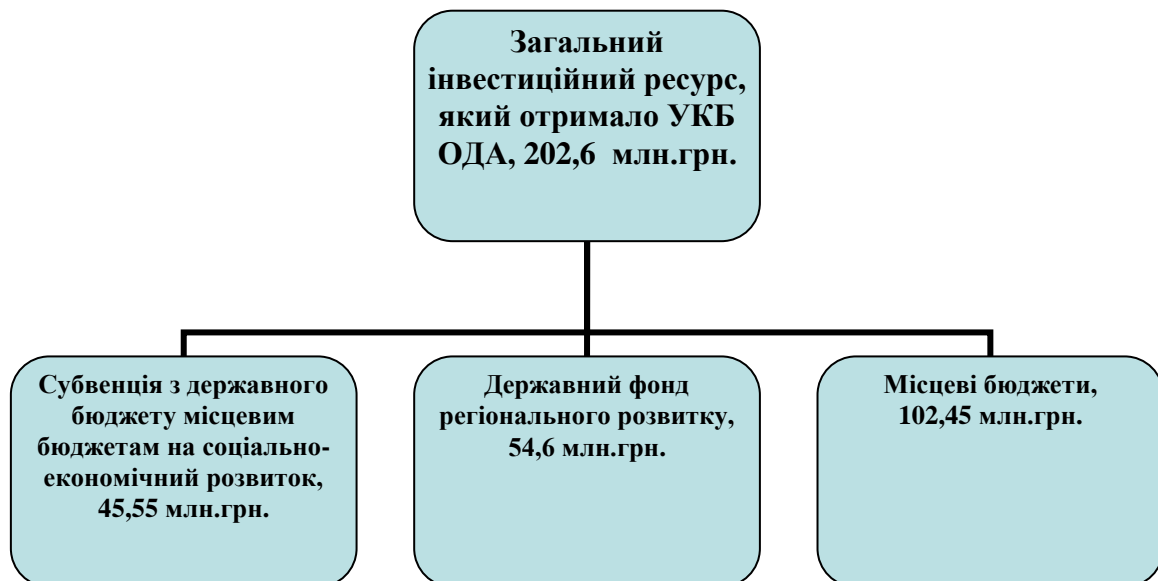 Загальний
інвестиційний ресурс,
який отримало УКБ
ОДА, 202,6 млн.грн.
Субвенція з державного
бюджету місцевим
бюджетам на соціально-
економічний розвиток,
45,55 млн.грн.
Державний фонд
регіонального розвитку,
54,6 млн.грн.
Місцеві бюджети,
102,45 млн.грн.